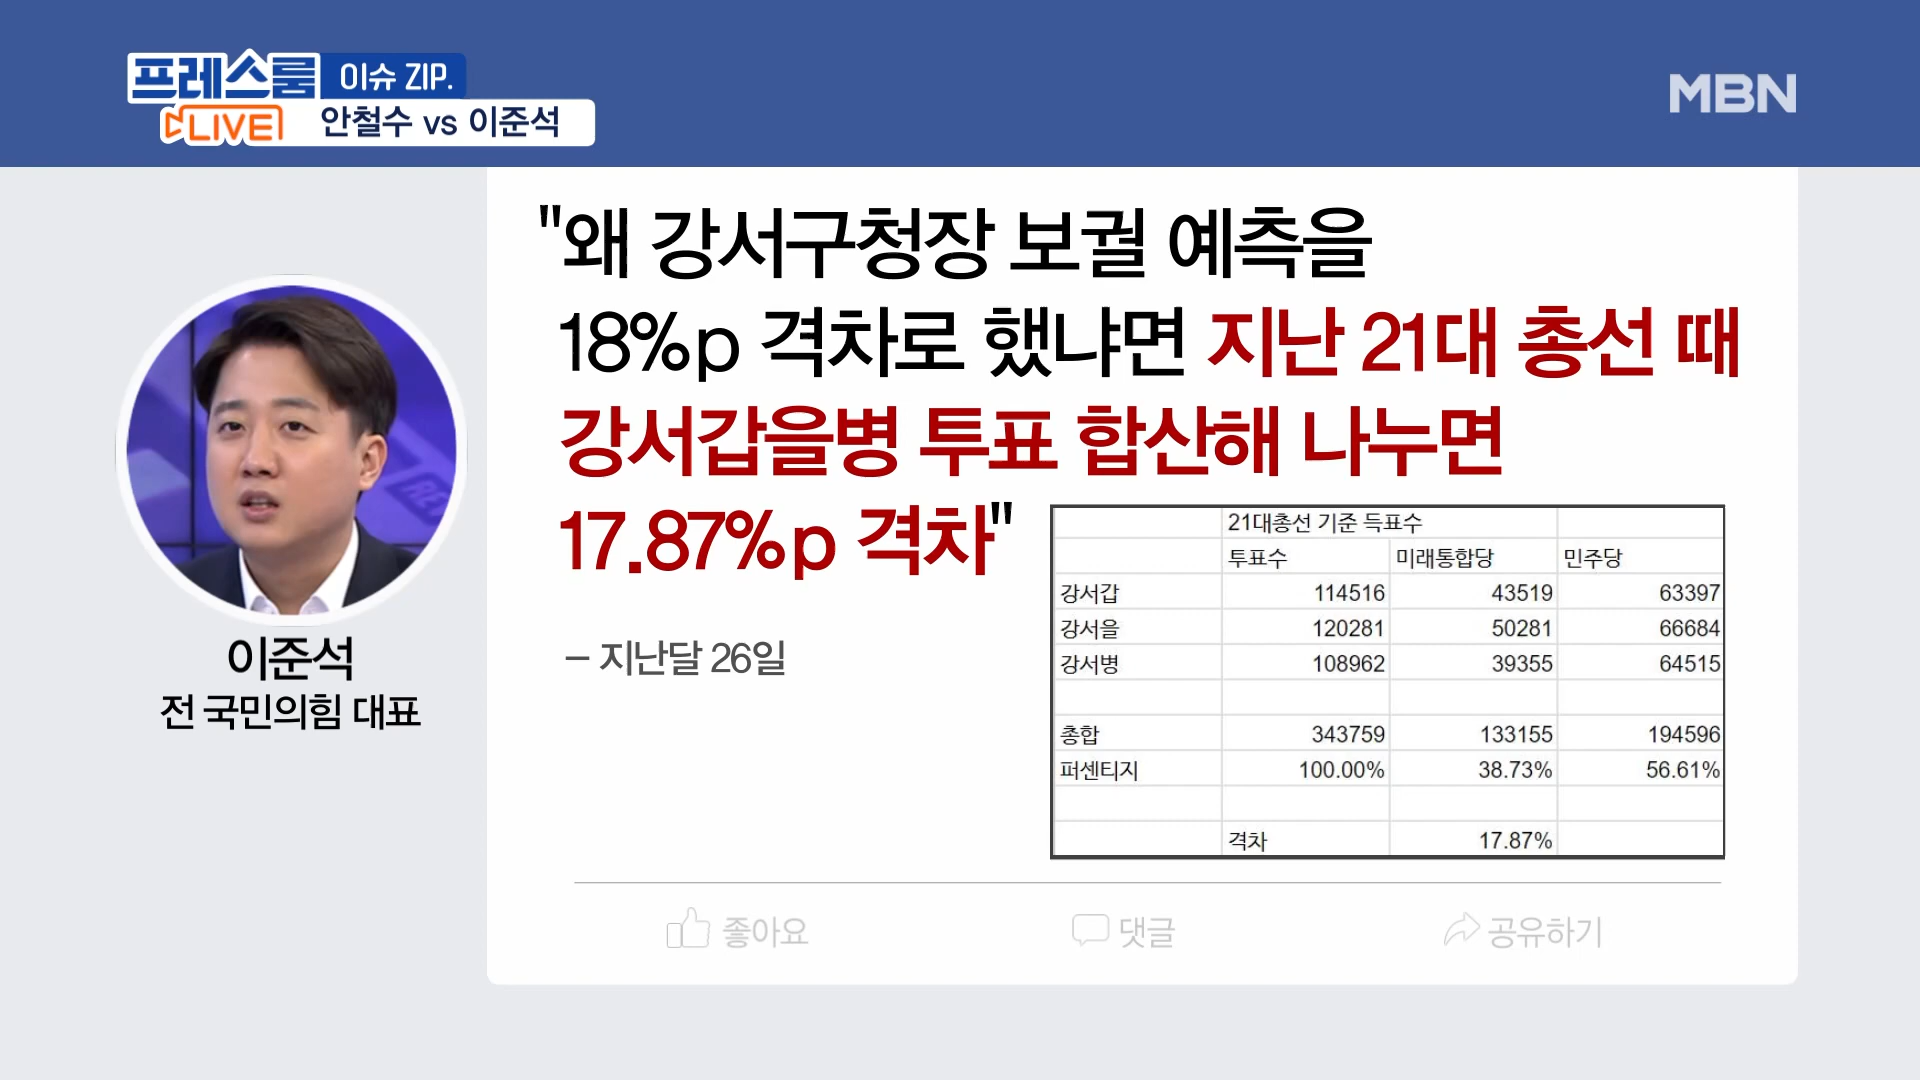 프레스룸 이슈 ZIP.
LIVE 안철수 vs 이준석
MBN
"왜 강서구청장 보궐 예측을
18%p 격차로 했냐면 지난 21대 총선 때
강서갑을병 투표 합산해 나누면
17.87%p 격차"
– 지난달 26일
이준석
전 국민의힘 대표
21대총선 기준 득표수
투표수 미래통합당 민주당
강서갑 114516 43519 63397
강서을 120281 50281 66684
강서병 108962 39355 64515
총합 343759 133155 194596
퍼센티지 100.00% 38.73% 56.61%
격차 17.87%
좋아요 댓글 공유하기